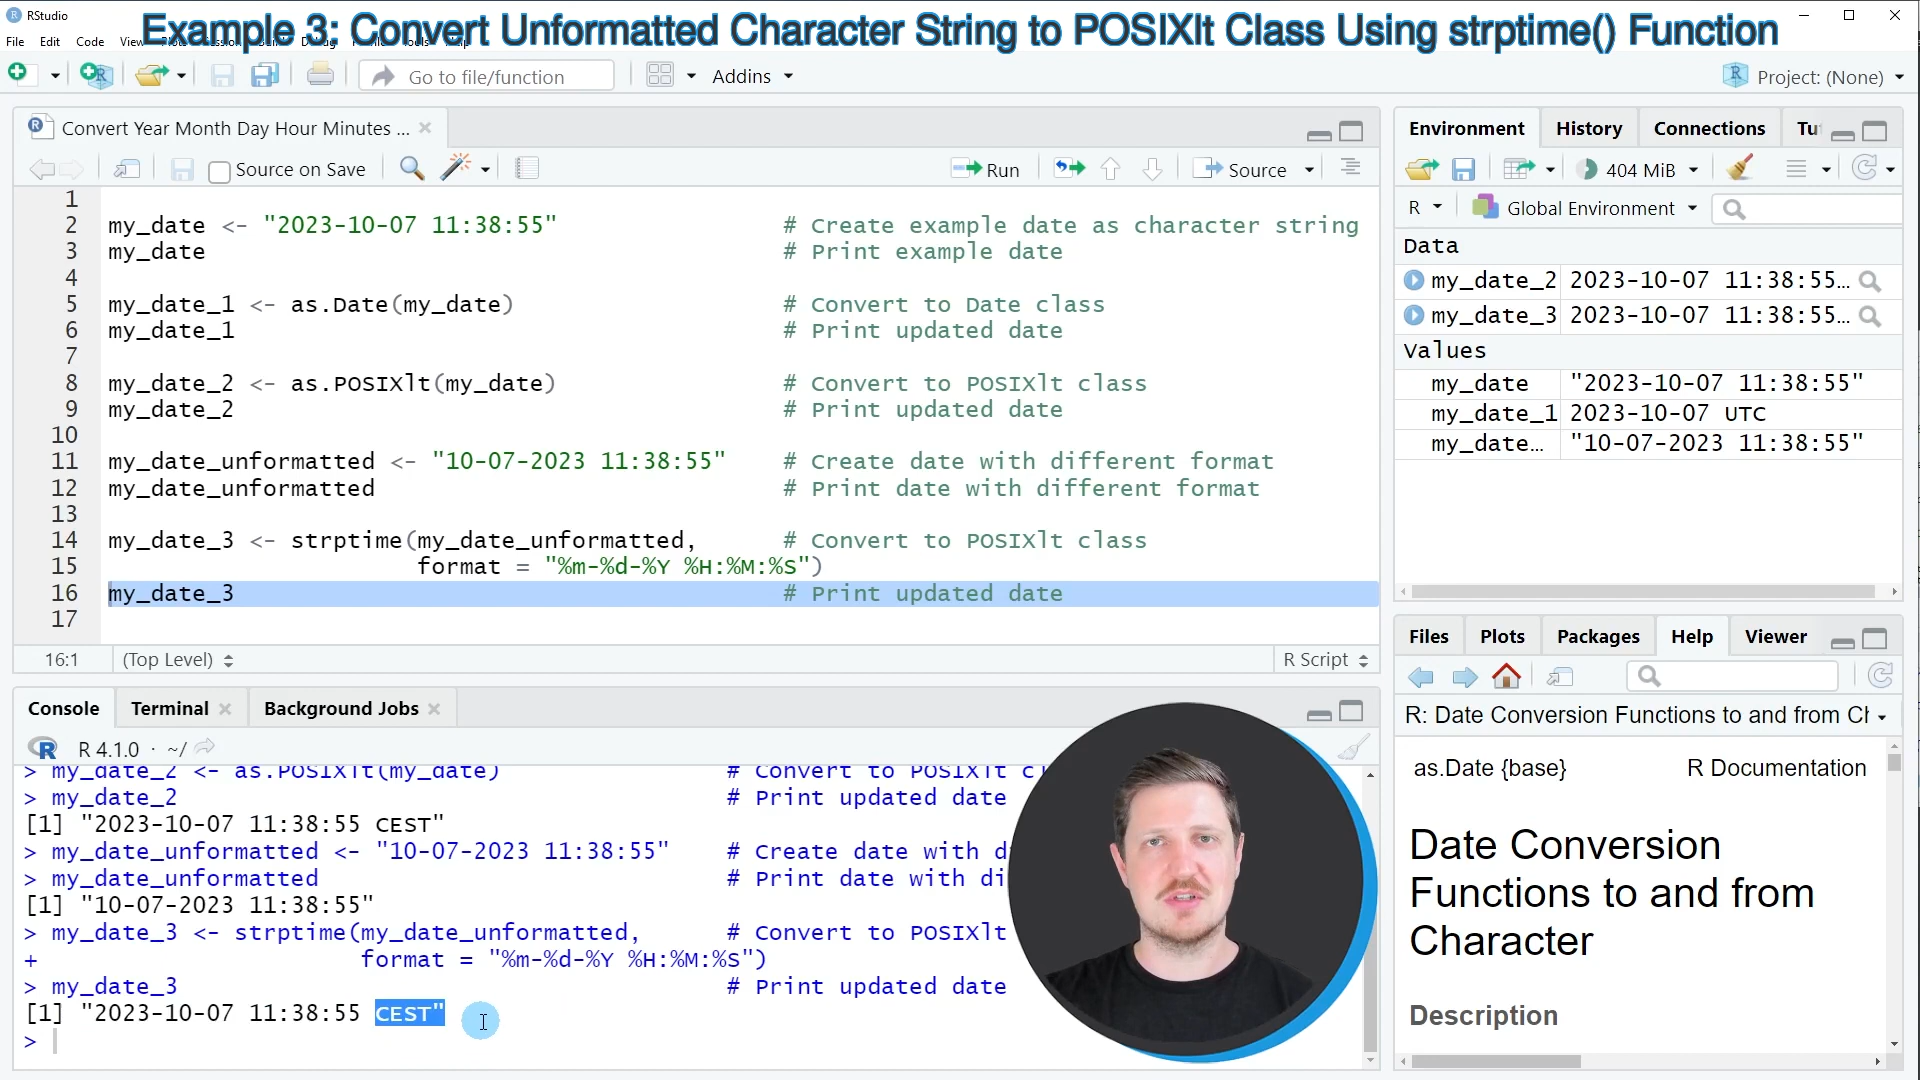 RStudio
Example 3: Convert Unformatted Character String to POSIXlt Class Using strptime() Function
File Edit Code View
Go to file/function
Addins
Project: (None)
Convert Year Month Day Hour Minutes ...
Source on Save
Run
Source
1
2 my_date <- "2023-10-07 11:38:55" # Create example date as character string
3 my_date # Print example date
4
5 my_date_1 <- as.Date(my_date) # Convert to Date class
6 my_date_1 # Print updated date
7
8 my_date_2 <- as.POSIXlt(my_date) # Convert to POSIXlt class
9 my_date_2 # Print updated date
10
11 my_date_unformatted <- "10-07-2023 11:38:55" # Create date with different format
12 my_date_unformatted # Print date with different format
13
14 my_date_3 <- strptime(my_date_unformatted, # Convert to POSIXlt class
15 format = "%m-%d-%Y %H:%M:%S")
16 my_date_3 # Print updated date
17
16:1 (Top Level) R Script
Console Terminal Background Jobs
R 4.1.0 · ~/
> my_date_2 <- as.POSIXlt(my_date) # Convert to POSIXlt cl
> my_date_2 # Print updated date
[1] "2023-10-07 11:38:55 CEST"
> my_date_unformatted <- "10-07-2023 11:38:55" # Create date with d
> my_date_unformatted # Print date with di
[1] "10-07-2023 11:38:55"
> my_date_3 <- strptime(my_date_unformatted, # Convert to POSIXlt
+ format = "%m-%d-%Y %H:%M:%S")
> my_date_3 # Print updated date
[1] "2023-10-07 11:38:55 CEST"
>
Environment History Connections Tu
404 MiB
R Global Environment
Data
my_date_2 2023-10-07 11:38:55…
my_date_3 2023-10-07 11:38:55…
Values
my_date "2023-10-07 11:38:55"
my_date_1 2023-10-07 UTC
my_date… "10-07-2023 11:38:55"
Files Plots Packages Help Viewer
R: Date Conversion Functions to and from Ch
as.Date {base} R Documentation
Date Conversion
Functions to and from
Character
Description